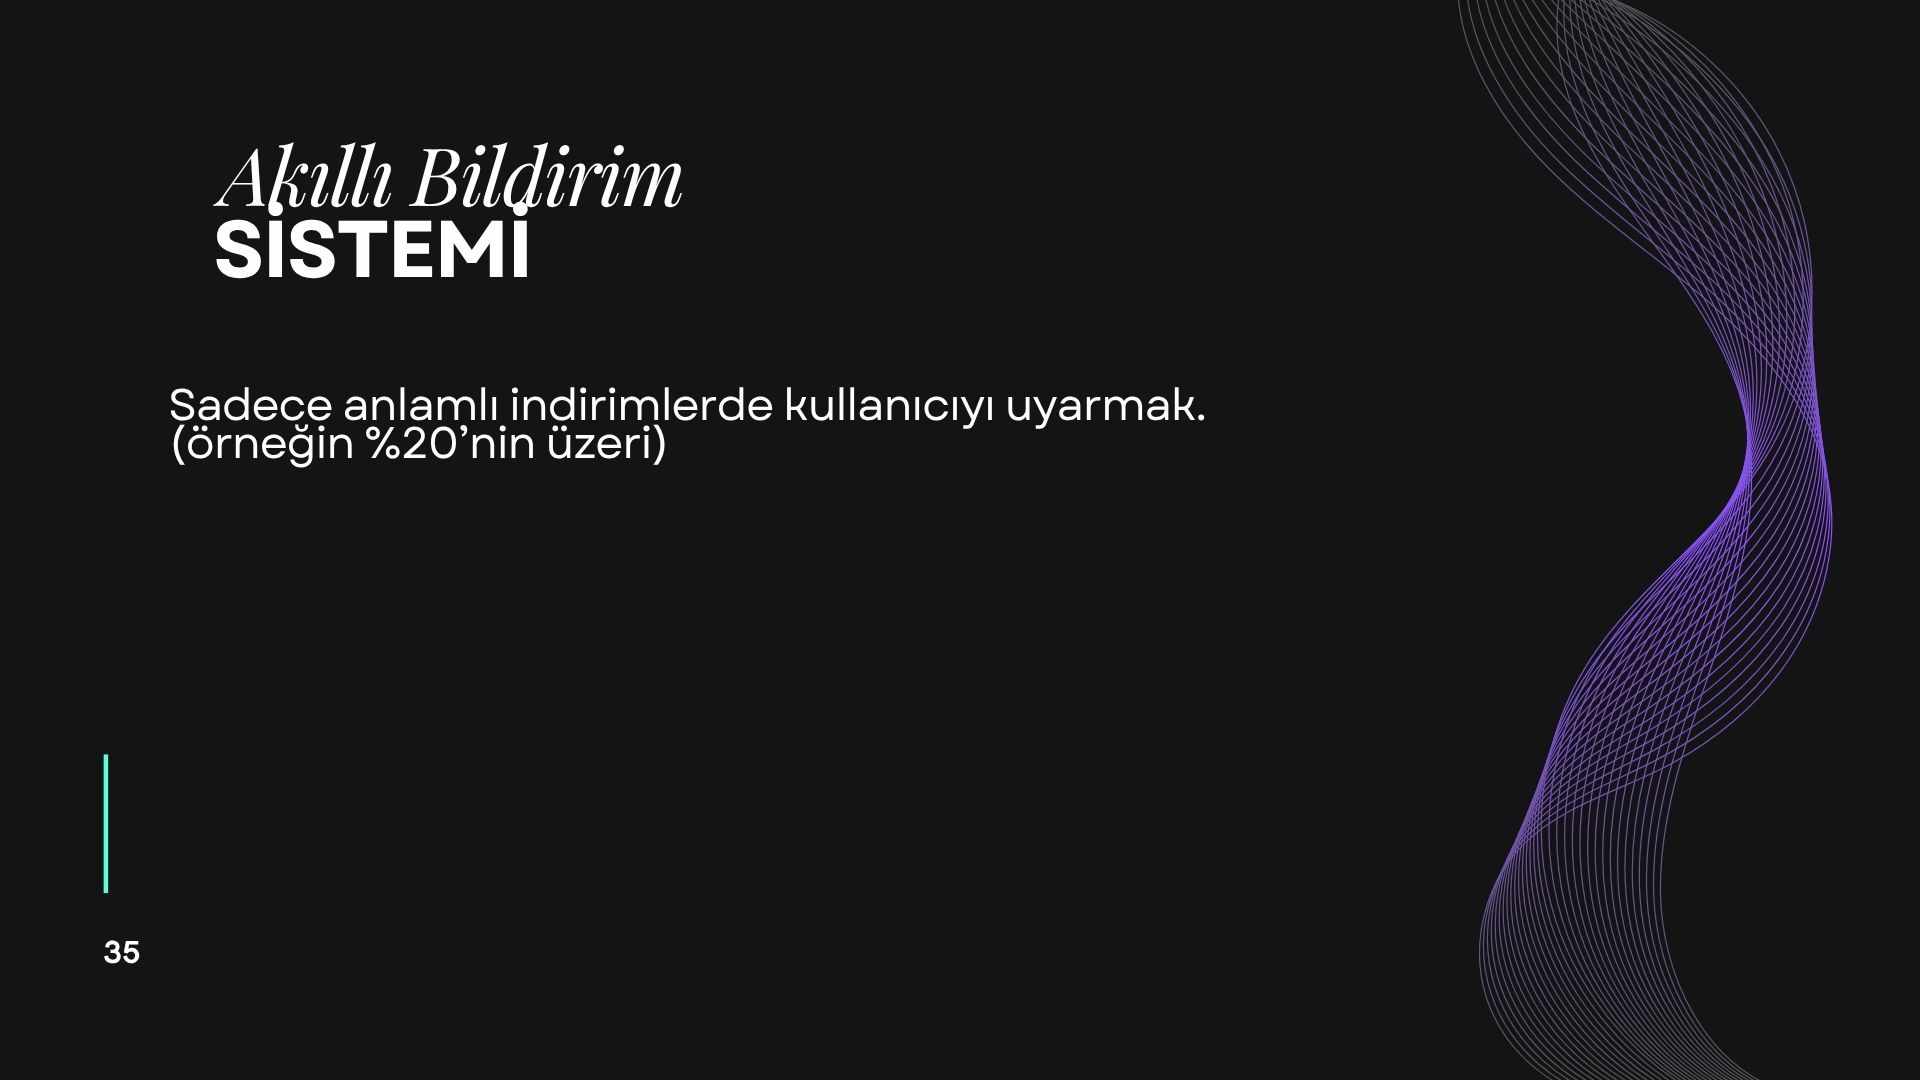 Akıllı Bildirim
SİSTEMİ
Sadece anlamlı indirimlerde kullanıcıyı uyarmak.
(örneğin %20’nin üzeri)
35